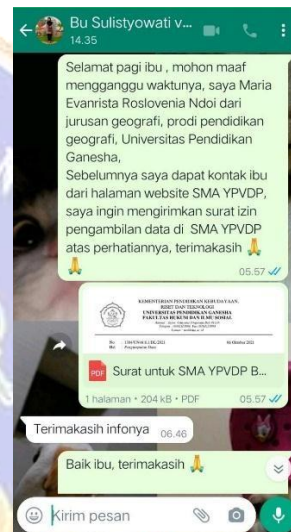 Bu Sulistyowati v...
14.35
Selamat pagi ibu , mohon maaf
mengganggu waktunya, saya Maria
Evanrista Roslovenia Ndoi dari
jurusan geografi, prodi pendidikan
geografi, Universitas Pendidikan
Ganesha,
Sebelumnya saya dapat kontak ibu
dari halaman website SMA YPVDP,
saya ingin mengirimkan surat izin
pengambilan data di SMA YPVDP
atas perhatiannya, terimakasih 🙏
🙏
05.57
KEMENTERIAN PENDIDIKAN KEBUDAYAAN,
RISET DAN TEKNOLOGI
UNIVERSITAS PENDIDIKAN GANESHA
FAKULTAS HUKUM DAN ILMU SOSIAL
PDF Surat untuk SMA YPVDP B...
1 halaman • 204 kB • PDF 05.57
Terimakasih infonya 06.46
Baik ibu, terimakasih 🙏
Kirim pesan